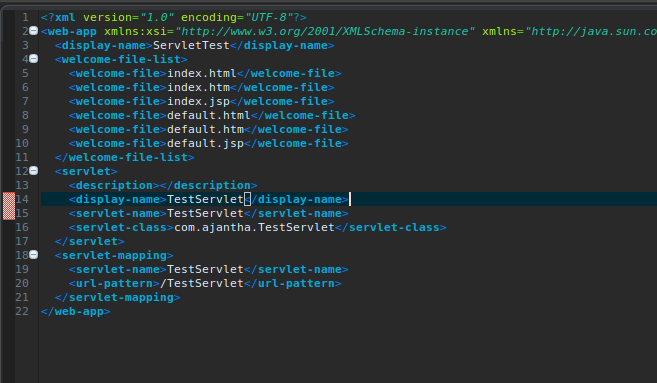 1 <?xml version="1.0" encoding="UTF-8"?>
2 <web-app xmlns:xsi="http://www.w3.org/2001/XMLSchema-instance" xmlns="http://java.sun.co
3   <display-name>ServletTest</display-name>
4   <welcome-file-list>
5     <welcome-file>index.html</welcome-file>
6     <welcome-file>index.htm</welcome-file>
7     <welcome-file>index.jsp</welcome-file>
8     <welcome-file>default.html</welcome-file>
9     <welcome-file>default.htm</welcome-file>
10     <welcome-file>default.jsp</welcome-file>
11   </welcome-file-list>
12   <servlet>
13     <description></description>
14     <display-name>TestServlet</display-name>
15     <servlet-name>TestServlet</servlet-name>
16     <servlet-class>com.ajantha.TestServlet</servlet-class>
17   </servlet>
18   <servlet-mapping>
19     <servlet-name>TestServlet</servlet-name>
20     <url-pattern>/TestServlet</url-pattern>
21   </servlet-mapping>
22 </web-app>